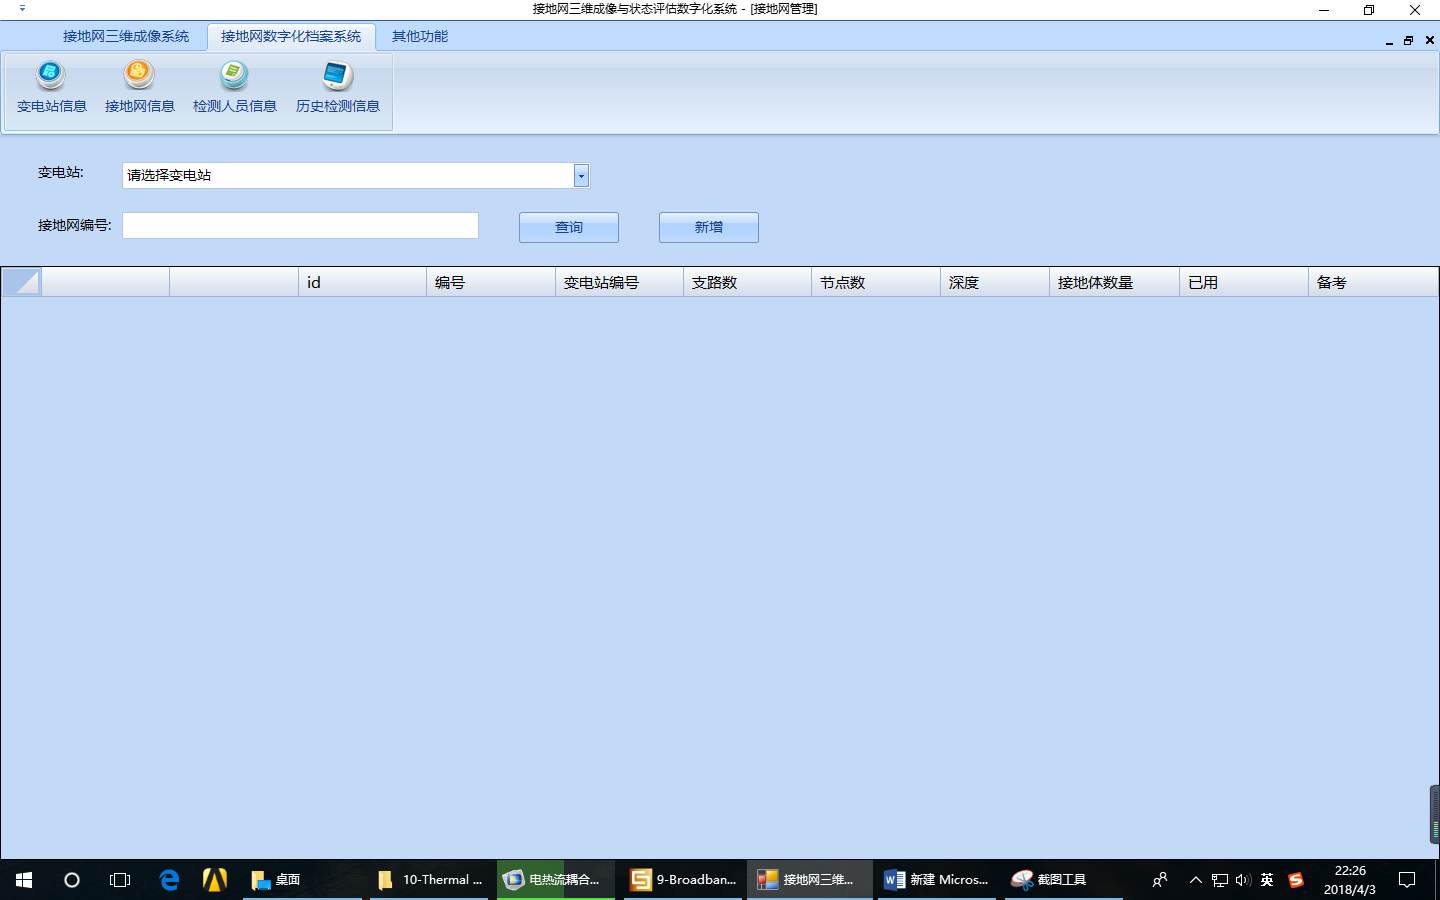 接地网三维成像与状态评估数字化系统 - [接地网管理]
接地网三维成像系统 接地网数字化档案系统 其他功能
变电站信息 接地网信息 检测人员信息 历史检测信息
变电站: 请选择变电站
接地网编号: 查询 新增
id 编号 变电站编号 支路数 节点数 深度 接地体数量 已用 备考
桌面 10-Thermal ... 电热流耦合... 9-Broadban... 接地网三维... 新建 Micros... 截图工具 英 22:26
2018/4/3